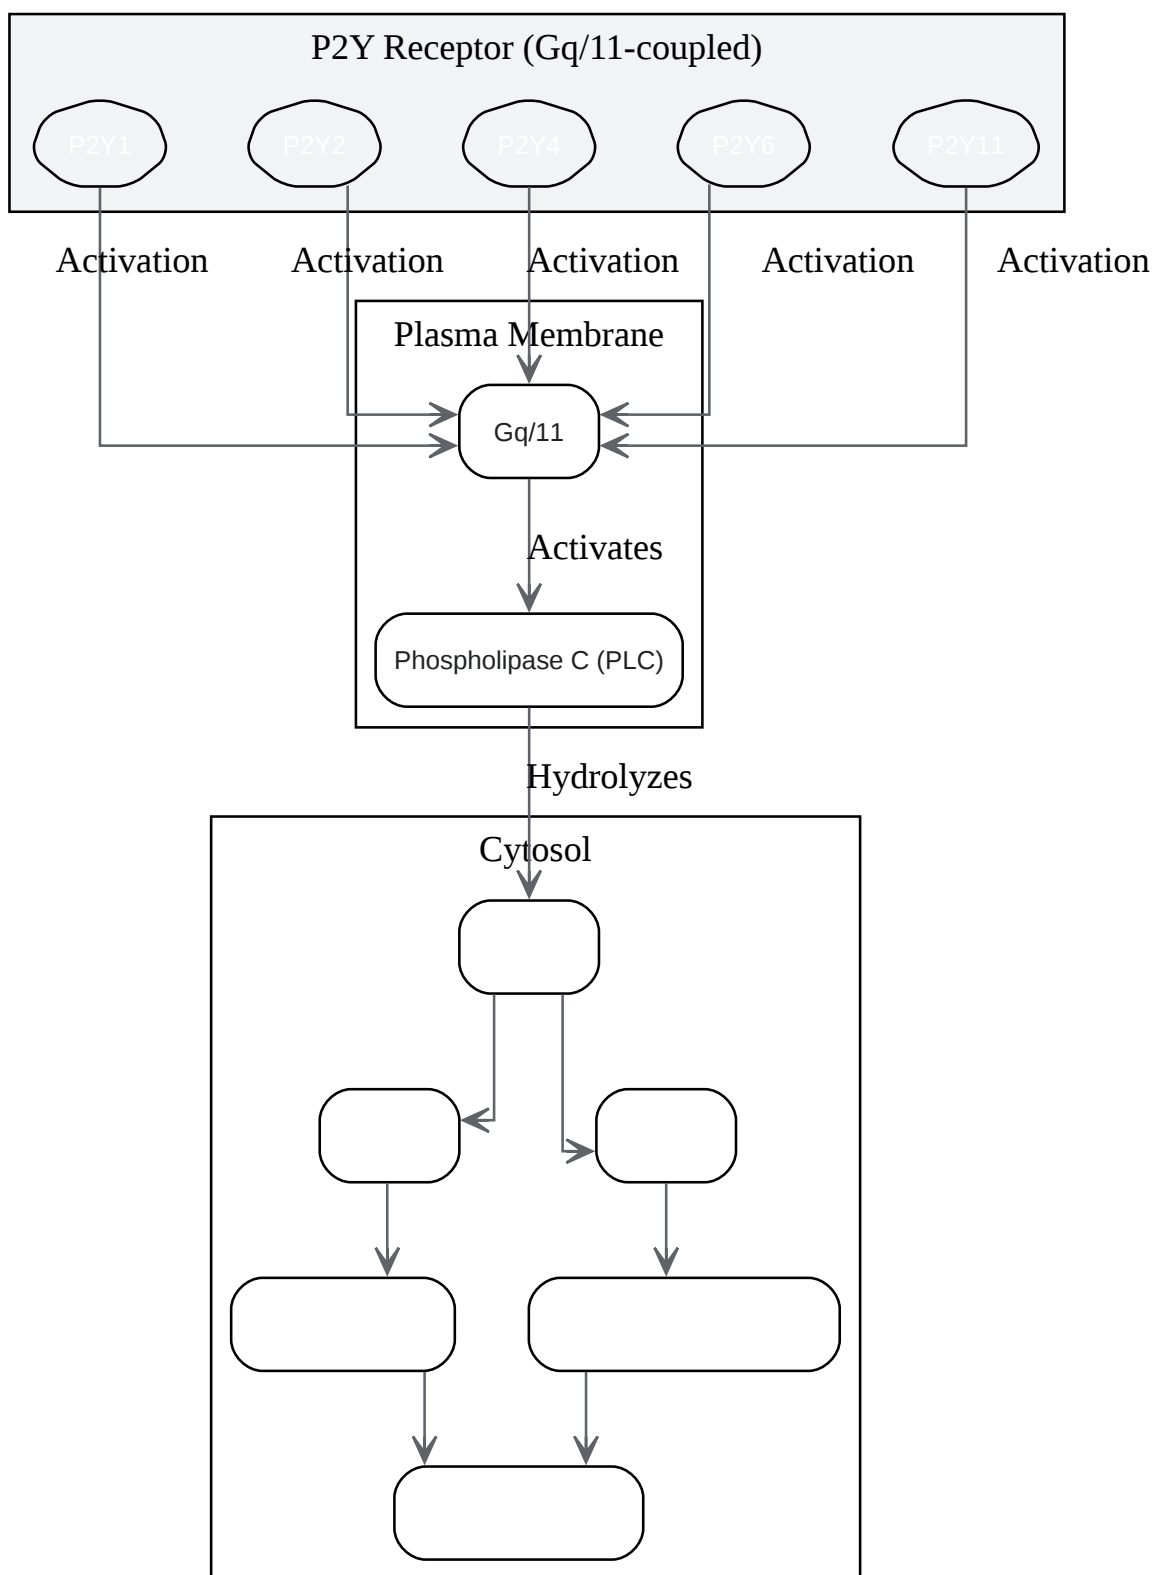 P2Y Receptor (Gq/11-coupled)
P2Y1
P2Y2
P2Y4
P2Y6
P2Y11
Activation
Activation
Activation
Activation
Activation
Plasma Membrane
Gq/11
Activates
Phospholipase C (PLC)
Hydrolyzes
Cytosol